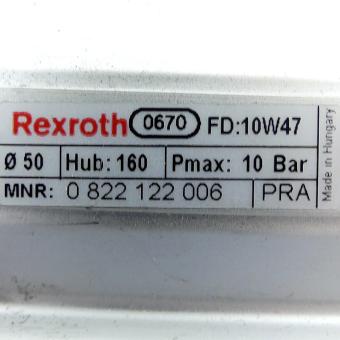 Rexroth 0670 FD:10W47
Ø 50 Hub: 160 Pmax: 10 Bar
MNR: 0 822 122 006 PRA
Made in Hungary